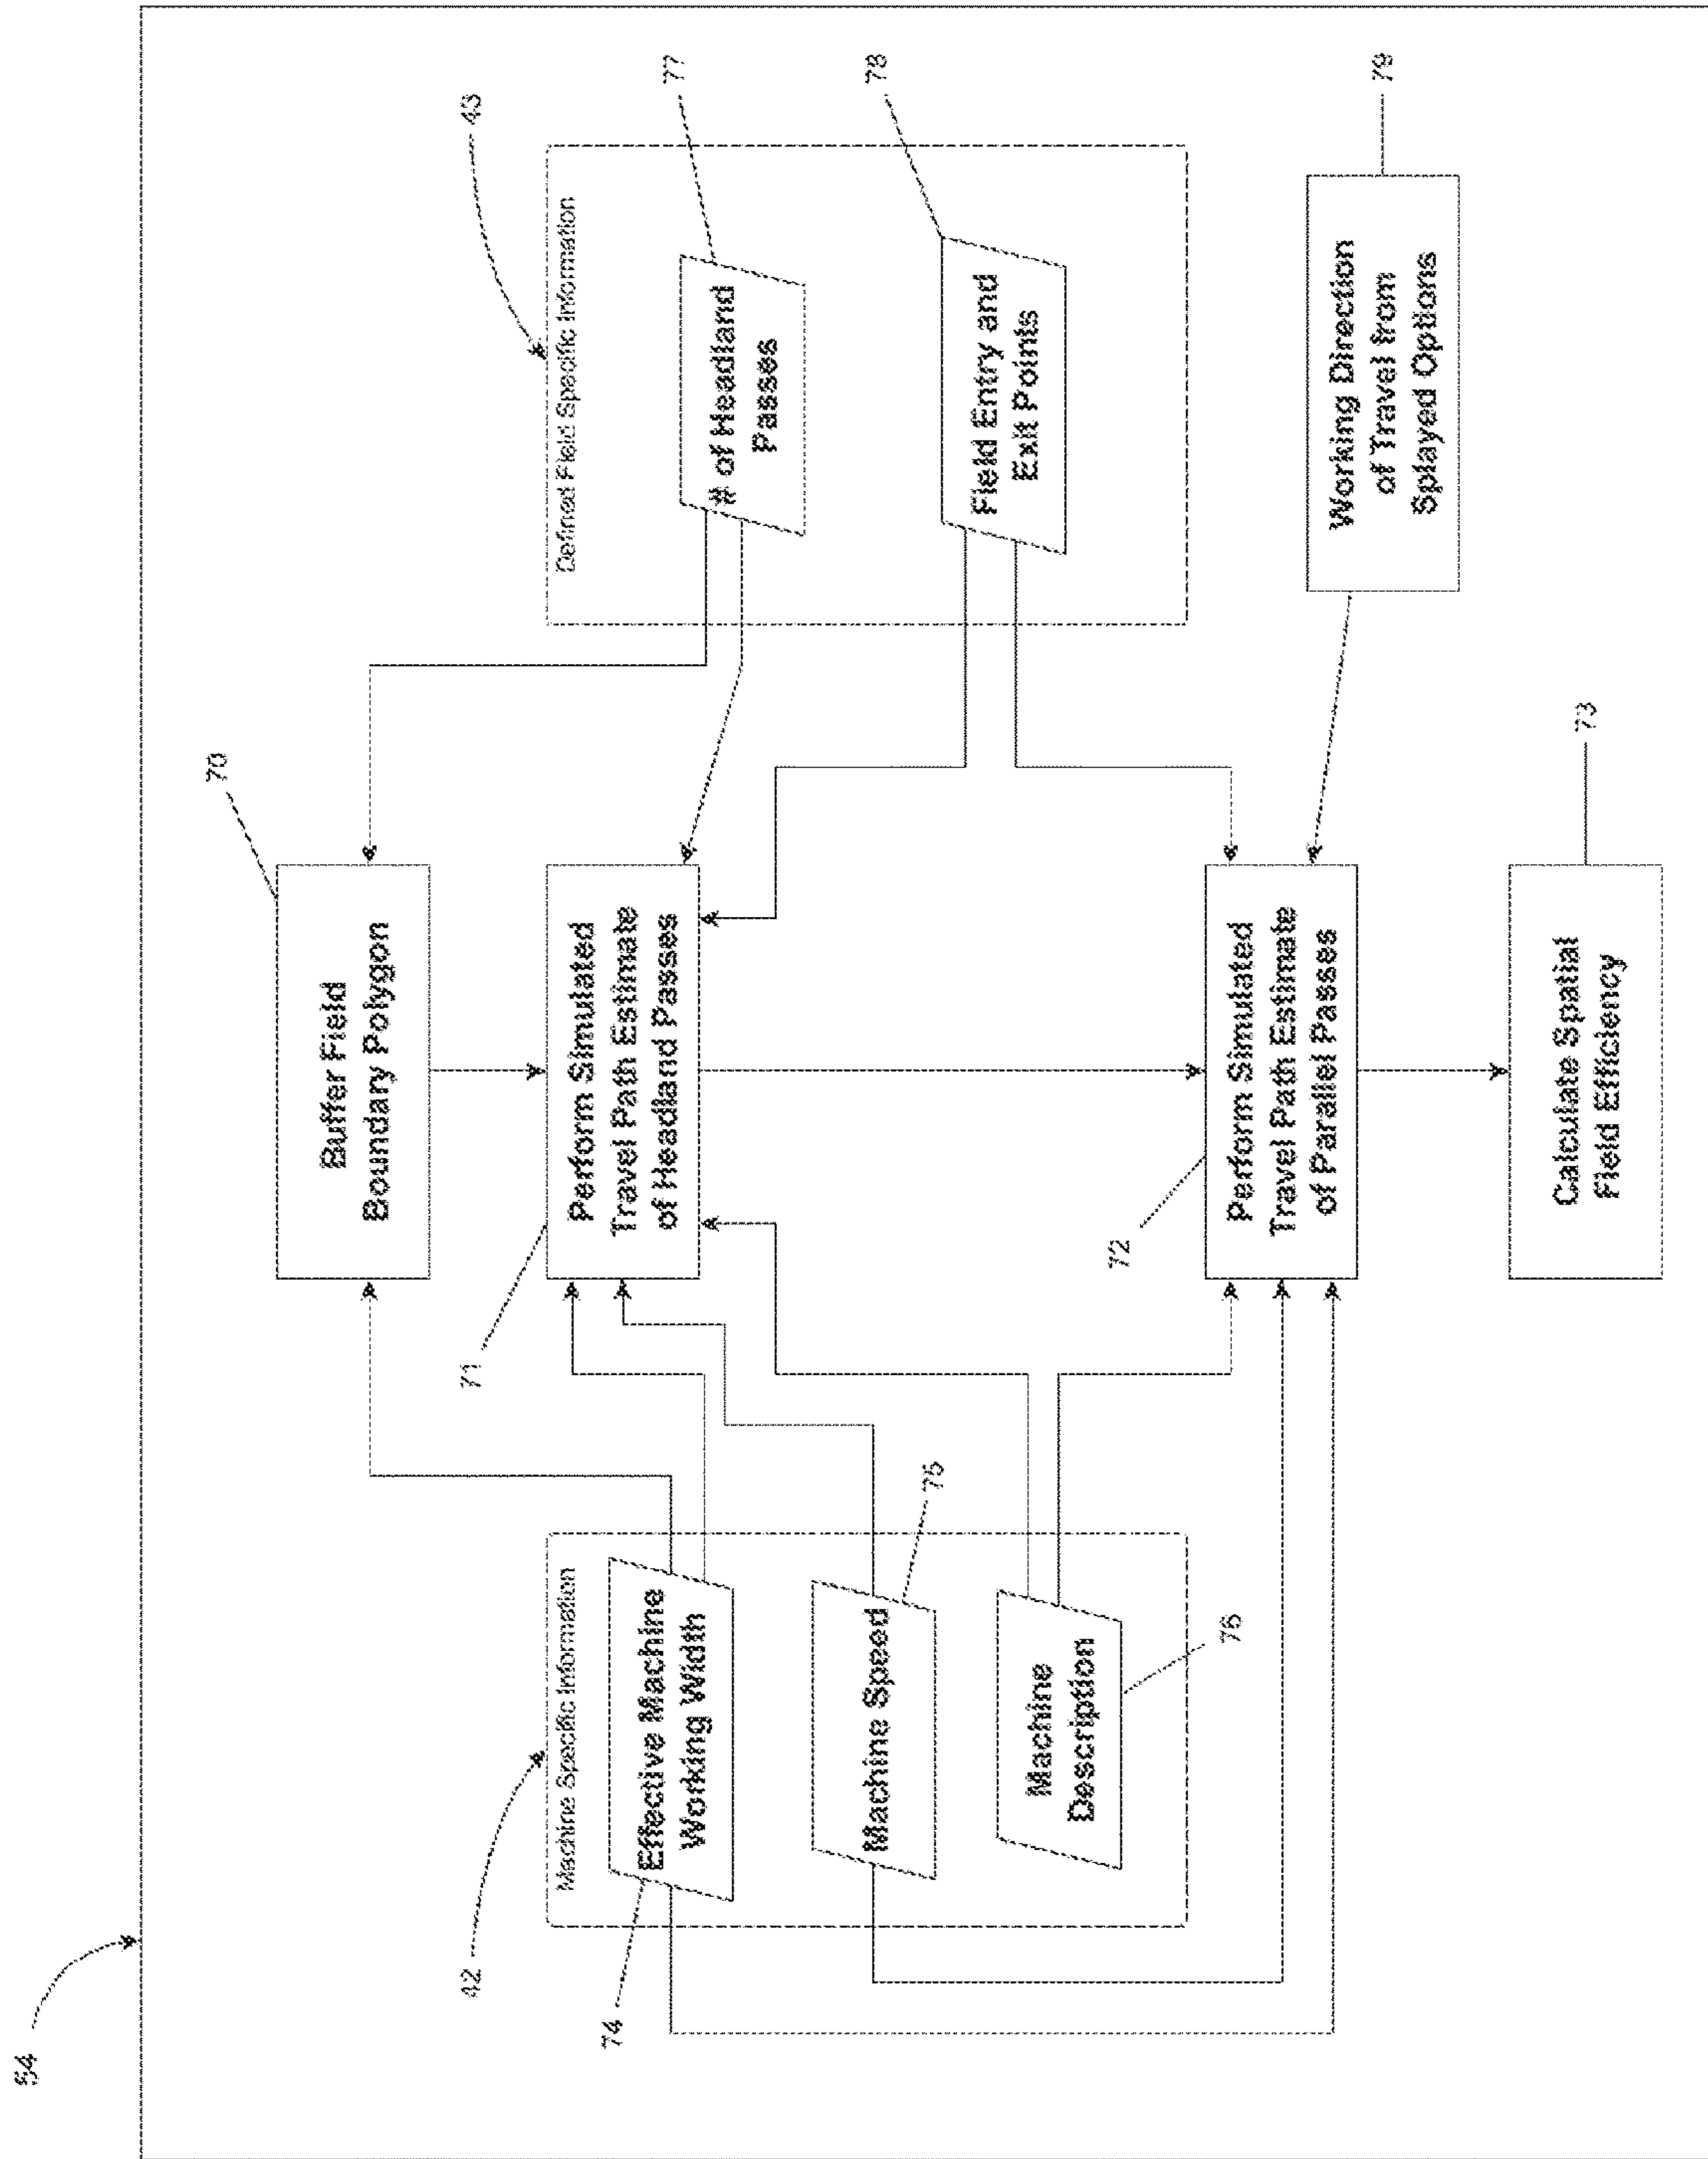 54
70
Buffer Field
Boundary Polygon
42
43
Machine Specific Information
Defined Field Specific Information
74
Effective Machine
Working Width
71
Perform Simulated
Travel Path Estimate
of Headland Passes
# of Headland
Passes
77
Machine Speed
75
Machine
Description
76
Field Entry and
Exit Points
78
72
Perform Simulated
Travel Path Estimate
of Parallel Passes
Working Direction
of Travel from
Splayed Options
79
Calculate Spatial
Field Efficiency
73